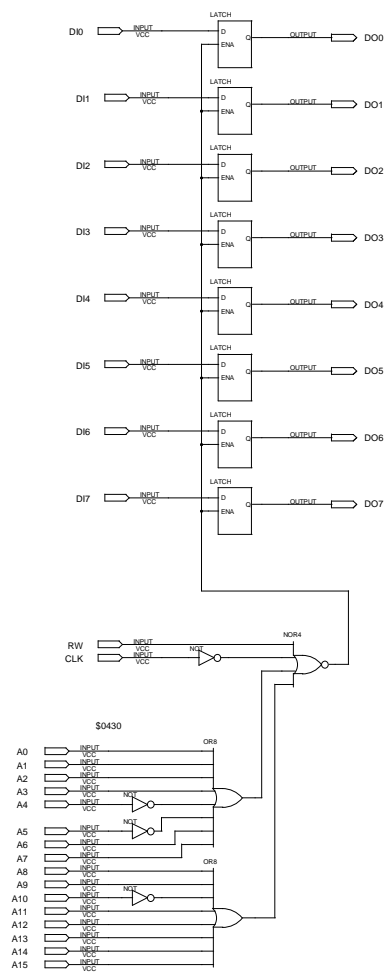 LATCH
DI0 INPUT VCC D ENA Q OUTPUT DO0
LATCH
DI1 INPUT VCC D ENA Q OUTPUT DO1
LATCH
DI2 INPUT VCC D ENA Q OUTPUT DO2
LATCH
DI3 INPUT VCC D ENA Q OUTPUT DO3
LATCH
DI4 INPUT VCC D ENA Q OUTPUT DO4
LATCH
DI5 INPUT VCC D ENA Q OUTPUT DO5
LATCH
DI6 INPUT VCC D ENA Q OUTPUT DO6
LATCH
DI7 INPUT VCC D ENA Q OUTPUT DO7
NOR4
RW INPUT VCC
CLK INPUT VCC NOT
$0430
OR8
A0 INPUT VCC
A1 INPUT VCC
A2 INPUT VCC
A3 INPUT VCC
A4 INPUT VCC NOT
A5 INPUT VCC NOT
A6 INPUT VCC
A7 INPUT VCC
OR8
A8 INPUT VCC
A9 INPUT VCC
A10 INPUT VCC NOT
A11 INPUT VCC
A12 INPUT VCC
A13 INPUT VCC
A14 INPUT VCC
A15 INPUT VCC